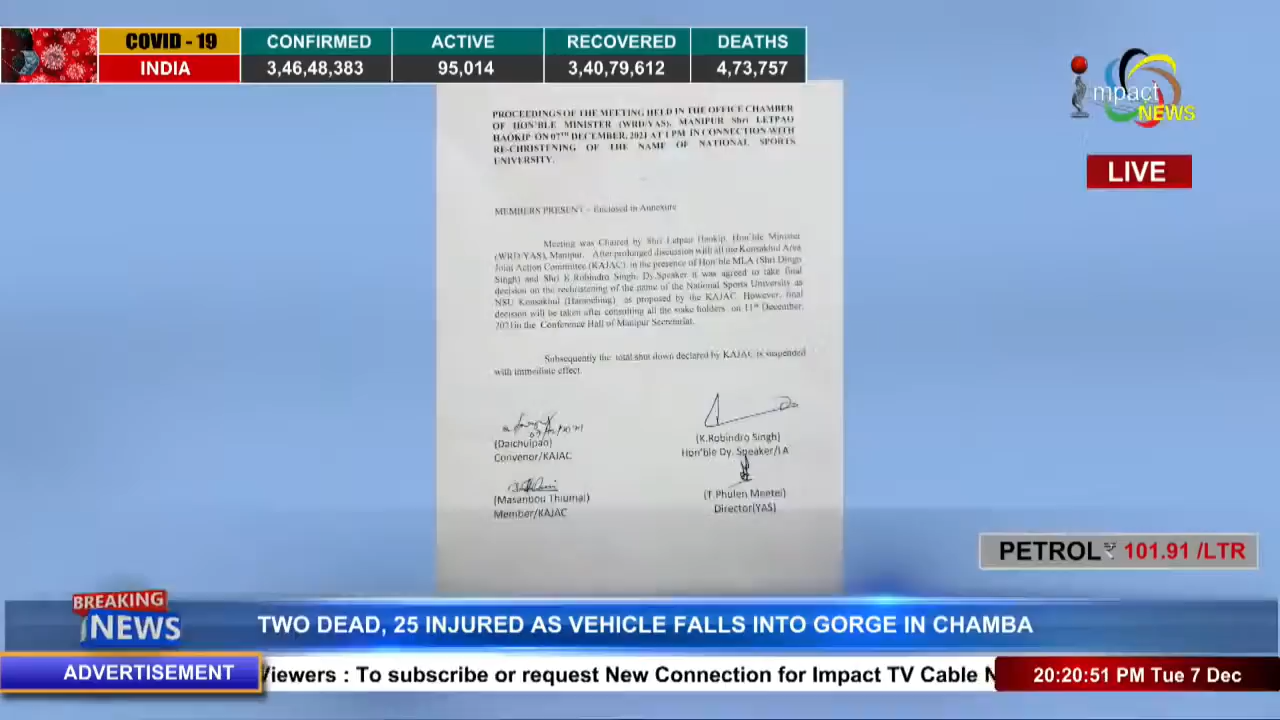 COVID - 19
INDIA
CONFIRMED
3,46,48,383
ACTIVE
95,014
RECOVERED
3,40,79,612
DEATHS
4,73,757
impact
NEWS
LIVE
PROCEEDINGS OF THE MEETING HELD IN THE OFFICE CHAMBER
OF HON'BLE MINISTER (WRD/YAS), MANIPUR Shri LETPAO
HAOKIP ON 07TH DECEMBER, 2021 AT 1 PM IN CONNECTION WITH
RE-CHRISTENING OF THE NAME OF NATIONAL SPORTS
UNIVERSITY.
MEMBERS PRESENT – Enclosed in Annexure
Meeting was Chaired by Shri Letpao Haokip, Hon'ble Minister
(WRD/YAS), Manipur. After prolonged discussion with all the Konsakhul Area
Joint Action Committee (KAJAC) in the presence of Hon'ble MLA (Shri Dingo
Singh) and Shri K Robindro Singh, Dy.Speaker it was agreed to take final
decision on the rechristening of the name of the National Sports University as
NSU Konsakhul (Haraothing) as proposed by the KAJAC. However, final
decision will be taken after consulting all the stake holders on 11th December,
2021in the Conference Hall of Manipur Secretariat.
Subsequently the total shut down declared by KAJAC is suspended
with immediate effect.
(Daichuipao)
Convenor/KAJAC
(K.Robindro Singh)
Hon'ble Dy. Speaker/LA
(Masanbou Thiumai)
Member/KAJAC
(T.Phulen Meetei)
Director(YAS)
PETROL ₹ 101.91 /LTR
BREAKING
NEWS
TWO DEAD, 25 INJURED AS VEHICLE FALLS INTO GORGE IN CHAMBA
ADVERTISEMENT
Viewers : To subscribe or request New Connection for Impact TV Cable N
20:20:51 PM Tue 7 Dec